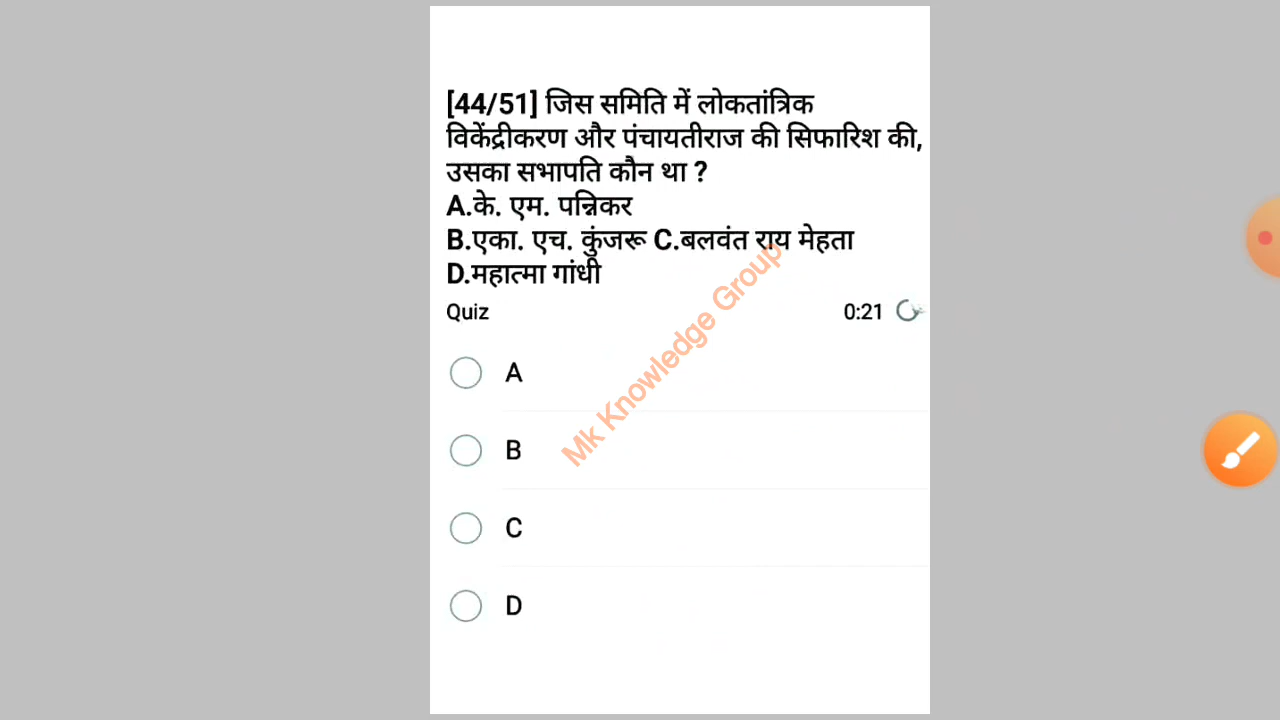 [44/51] जिस समिति में लोकतांत्रिक
विकेंद्रीकरण और पंचायतीराज की सिफारिश की,
उसका सभापति कौन था ?
A.के. एम. पन्निकर
B.एका. एच. कुंजरू C.बलवंत राय मेहता
D.महात्मा गांधी
Quiz 0:21
A
B
C
D
Mk Knowledge Group